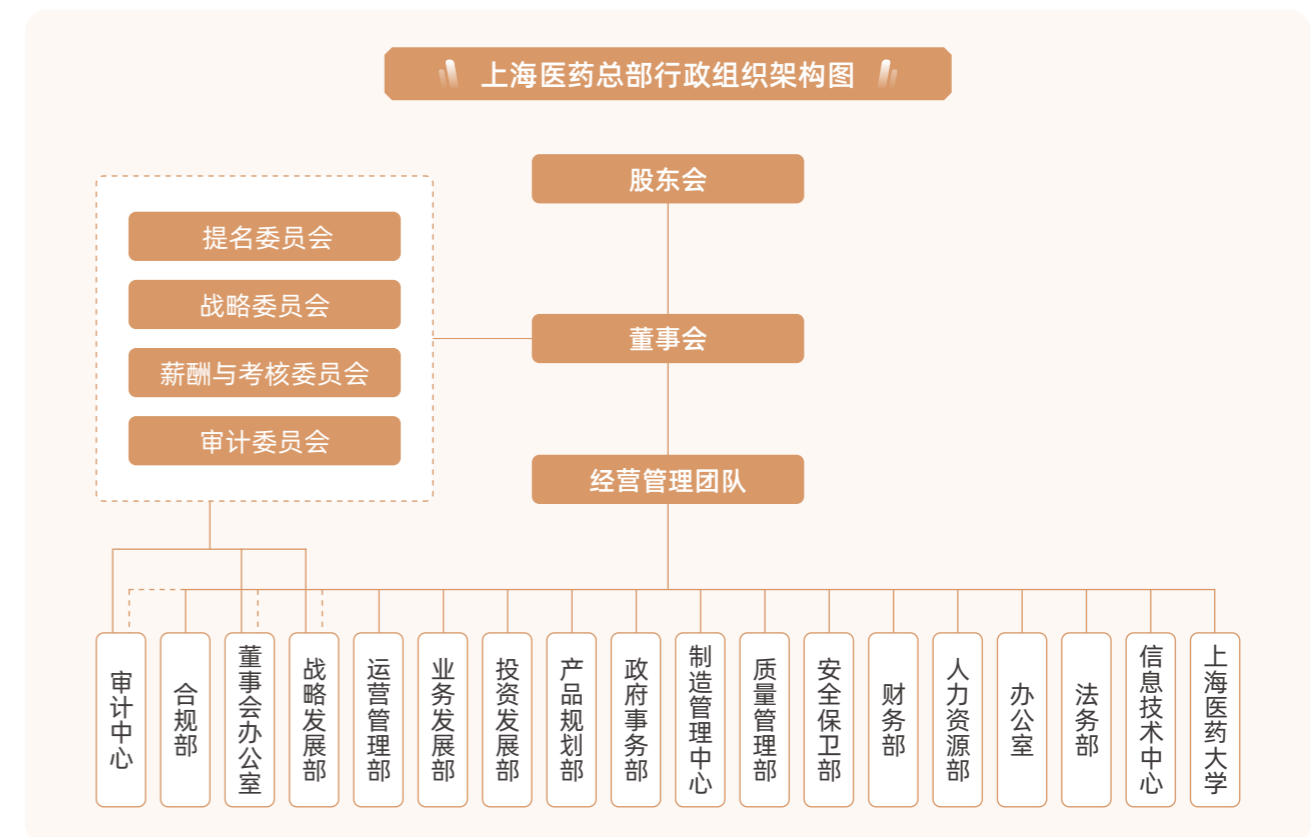 上海医药总部行政组织架构图
股东会
提名委员会
战略委员会
薪酬与考核委员会
审计委员会
董事会
经营管理团队
审计中心
合规部
董事会办公室
战略发展部
运营管理部
业务发展部
投资发展部
产品规划部
政府事务部
制造管理中心
质量管理部
安全保卫部
财务部
人力资源部
办公室
法务部
信息技术中心
上海医药大学